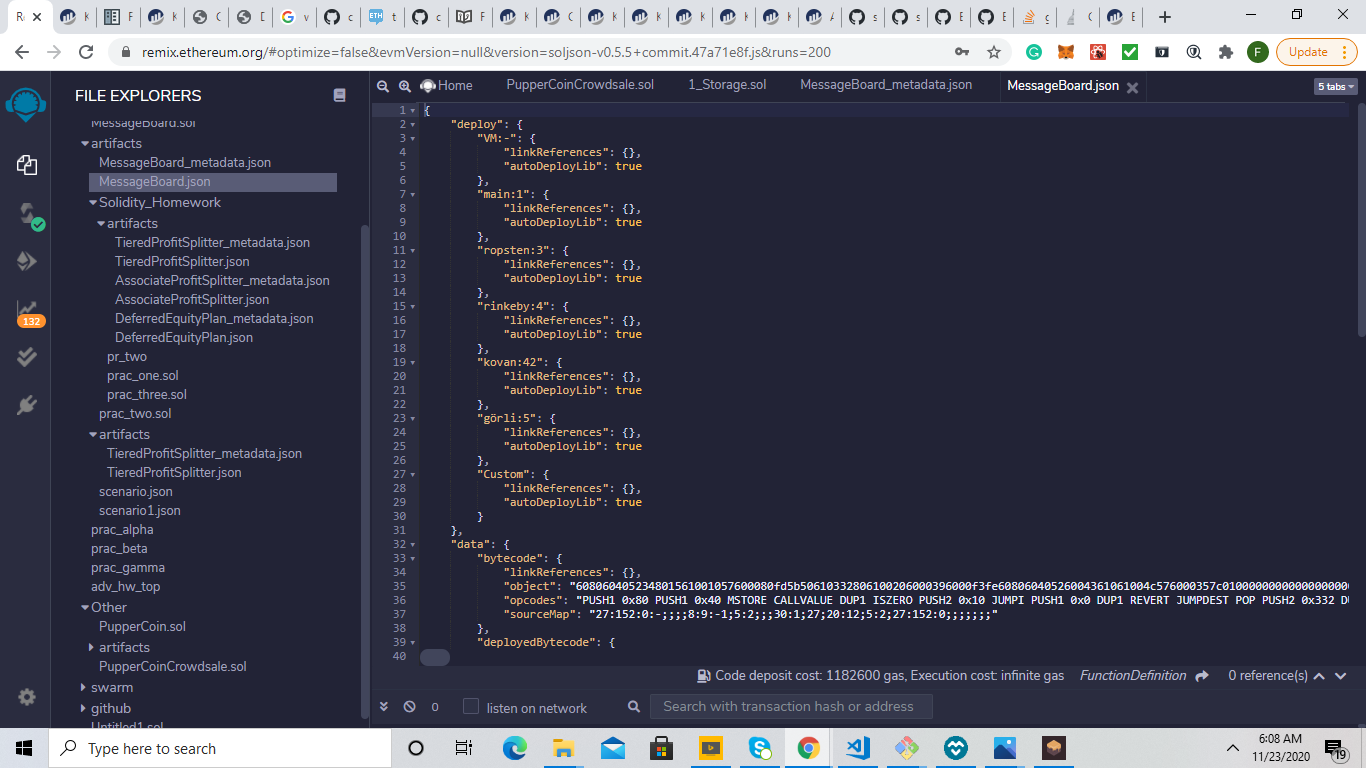 Re
K
F
K
C
D
v
c
t
c
F
K
C
K
K
K
K
K
A
s
s
E
E
g
C
E
remix.ethereum.org/#optimize=false&evmVersion=null&version=soljson-v0.5.5+commit.47a71e8f.js&runs=200
F
Update
FILE EXPLORERS
MessageBoard.sol
artifacts
MessageBoard_metadata.json
MessageBoard.json
Solidity_Homework
artifacts
TieredProfitSplitter_metadata.json
TieredProfitSplitter.json
AssociateProfitSplitter_metadata.json
AssociateProfitSplitter.json
DeferredEquityPlan_metadata.json
DeferredEquityPlan.json
pr_two
prac_one.sol
prac_three.sol
prac_two.sol
artifacts
TieredProfitSplitter_metadata.json
TieredProfitSplitter.json
scenario.json
scenario1.json
prac_alpha
prac_beta
prac_gamma
adv_hw_top
Other
PupperCoin.sol
artifacts
PupperCoinCrowdsale.sol
swarm
github
Untitled1.sol
132
Home PupperCoinCrowdsale.sol 1_Storage.sol MessageBoard_metadata.json MessageBoard.json 5 tabs
1 {
2 "deploy": {
3 "VM:-": {
4 "linkReferences": {},
5 "autoDeployLib": true
6 },
7 "main:1": {
8 "linkReferences": {},
9 "autoDeployLib": true
10 },
11 "ropsten:3": {
12 "linkReferences": {},
13 "autoDeployLib": true
14 },
15 "rinkeby:4": {
16 "linkReferences": {},
17 "autoDeployLib": true
18 },
19 "kovan:42": {
20 "linkReferences": {},
21 "autoDeployLib": true
22 },
23 "görli:5": {
24 "linkReferences": {},
25 "autoDeployLib": true
26 },
27 "Custom": {
28 "linkReferences": {},
29 "autoDeployLib": true
30 }
31 },
32 "data": {
33 "bytecode": {
34 "linkReferences": {},
35 "object": "608060405234801561001057600080fd5b50610332806100206000396000f3fe60806040526004361061004c576000357c0100000000000000000
36 "opcodes": "PUSH1 0x80 PUSH1 0x40 MSTORE CALLVALUE DUP1 ISZERO PUSH2 0x10 JUMPI PUSH1 0x0 DUP1 REVERT JUMPDEST POP PUSH2 0x332 DU
37 "sourceMap": "27:152:0:-;;;;8:9:-1;5:2;;;30:1;27;20:12;5:2;27:152:0;;;;;;;"
38 },
39 "deployedBytecode": {
40
Code deposit cost: 1182600 gas, Execution cost: infinite gas FunctionDefinition 0 reference(s)
0 listen on network Search with transaction hash or address
Type here to search
6:08 AM
11/23/2020
19